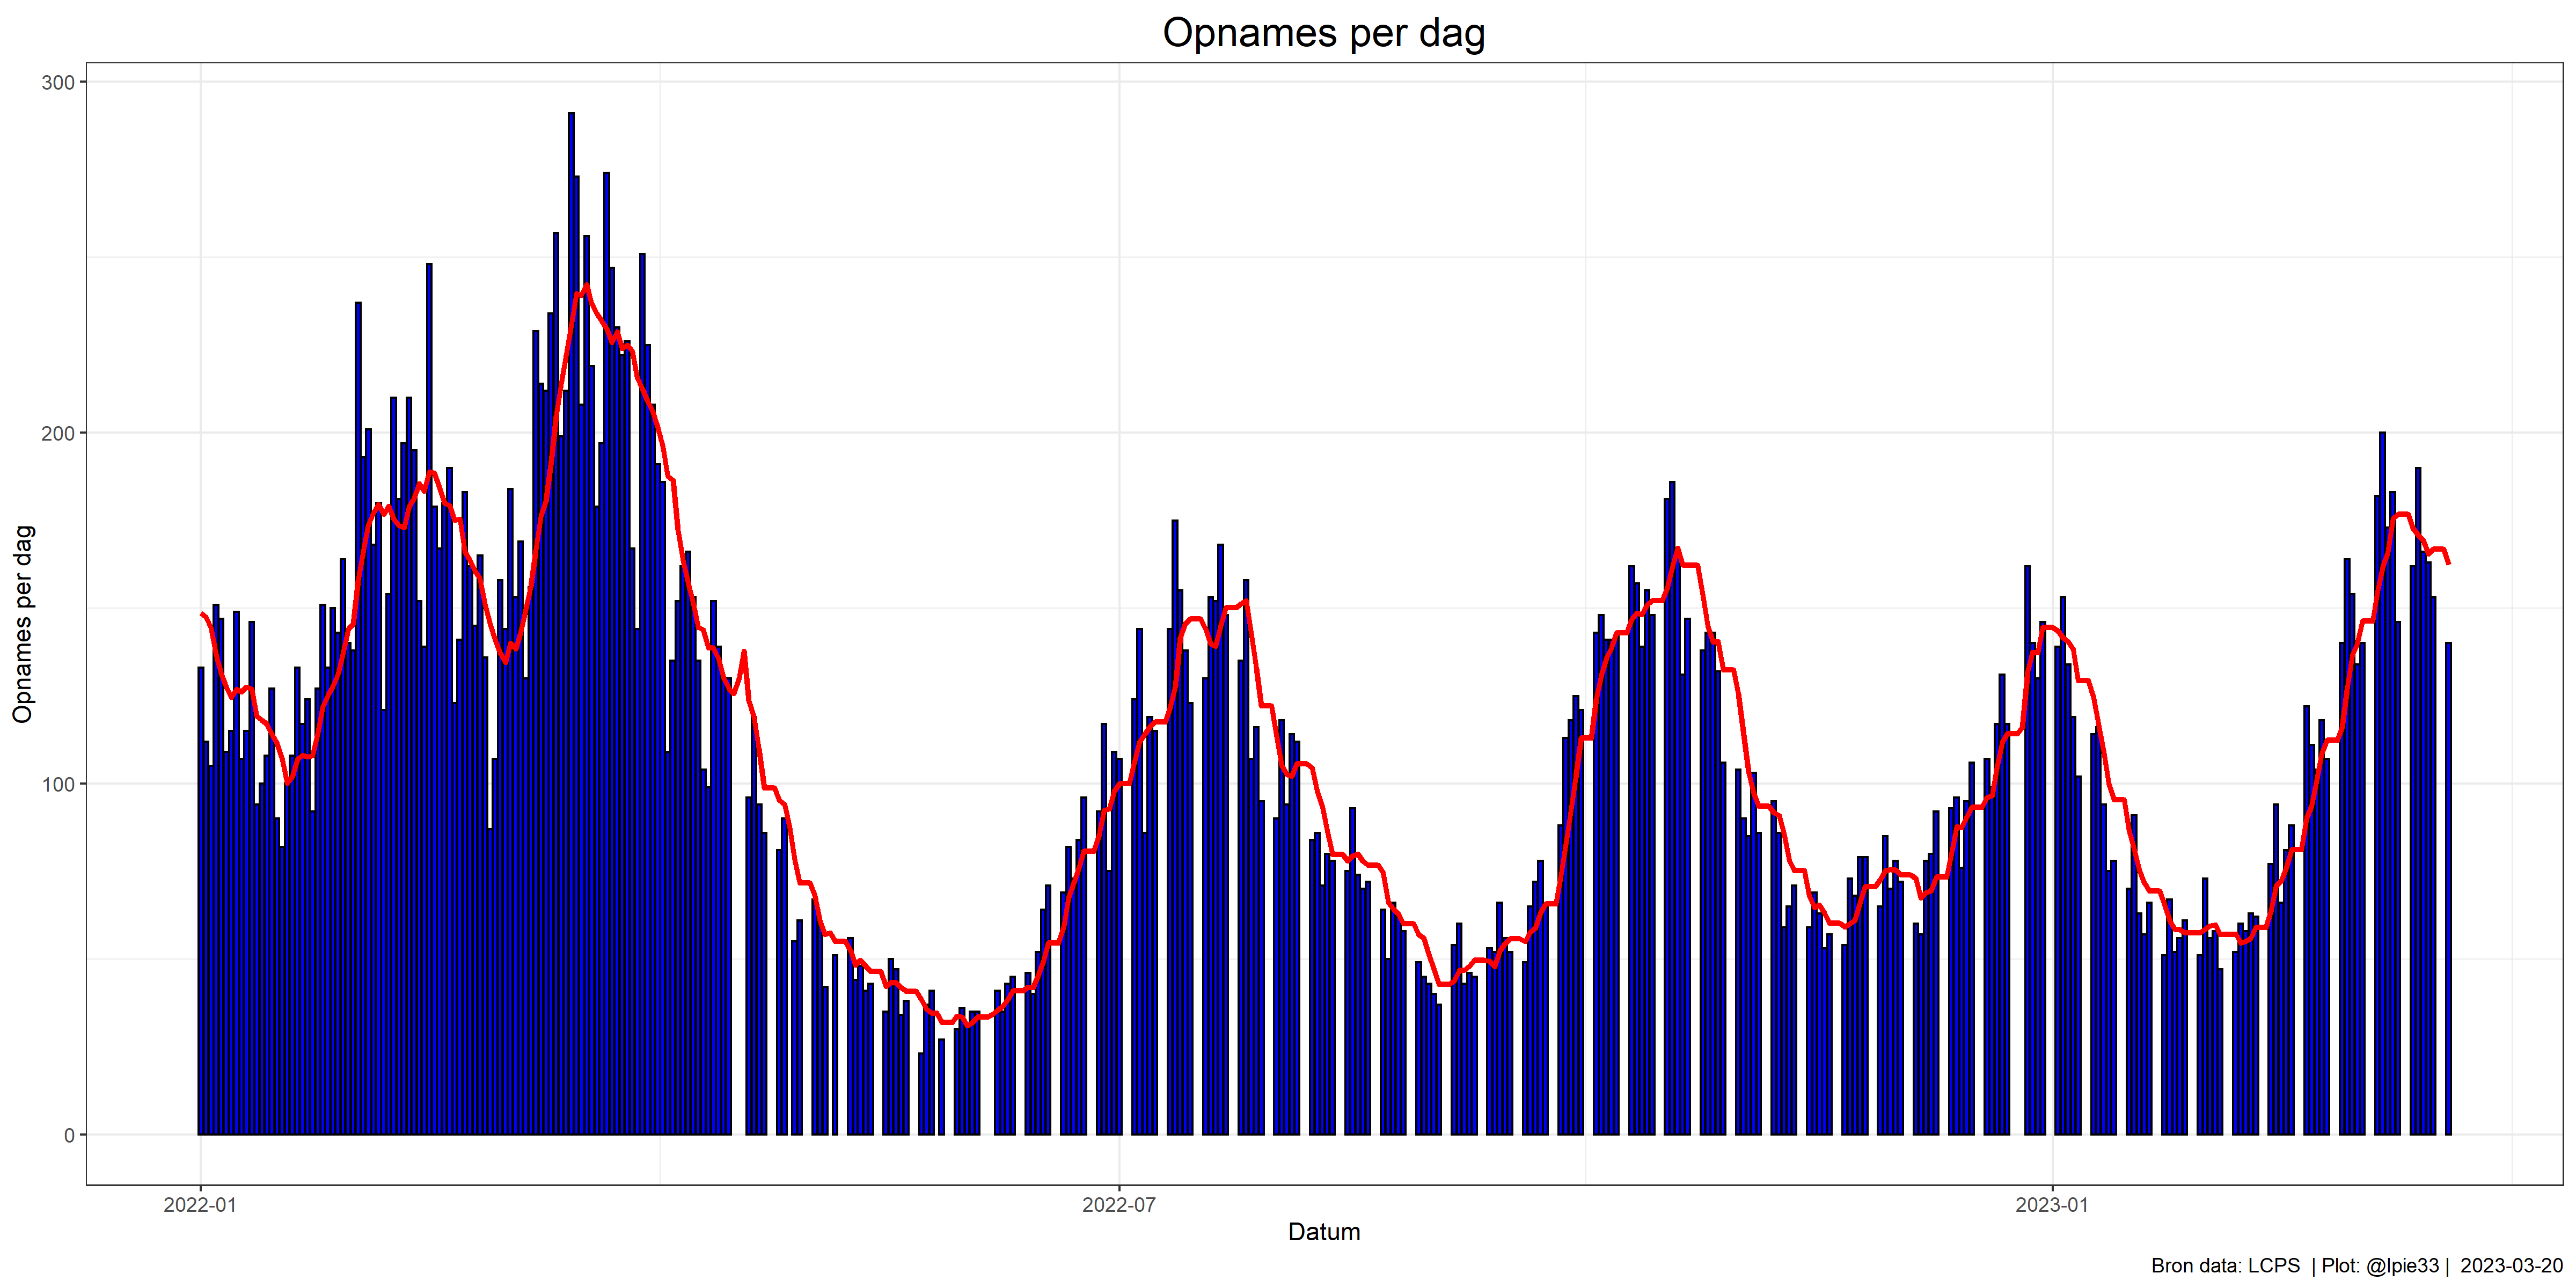 Opnames per dag
300
200
100
0
Opnames per dag
2022-01
2022-07
2023-01
Datum
Bron data: LCPS | Plot: @lpie33 | 2023-03-20